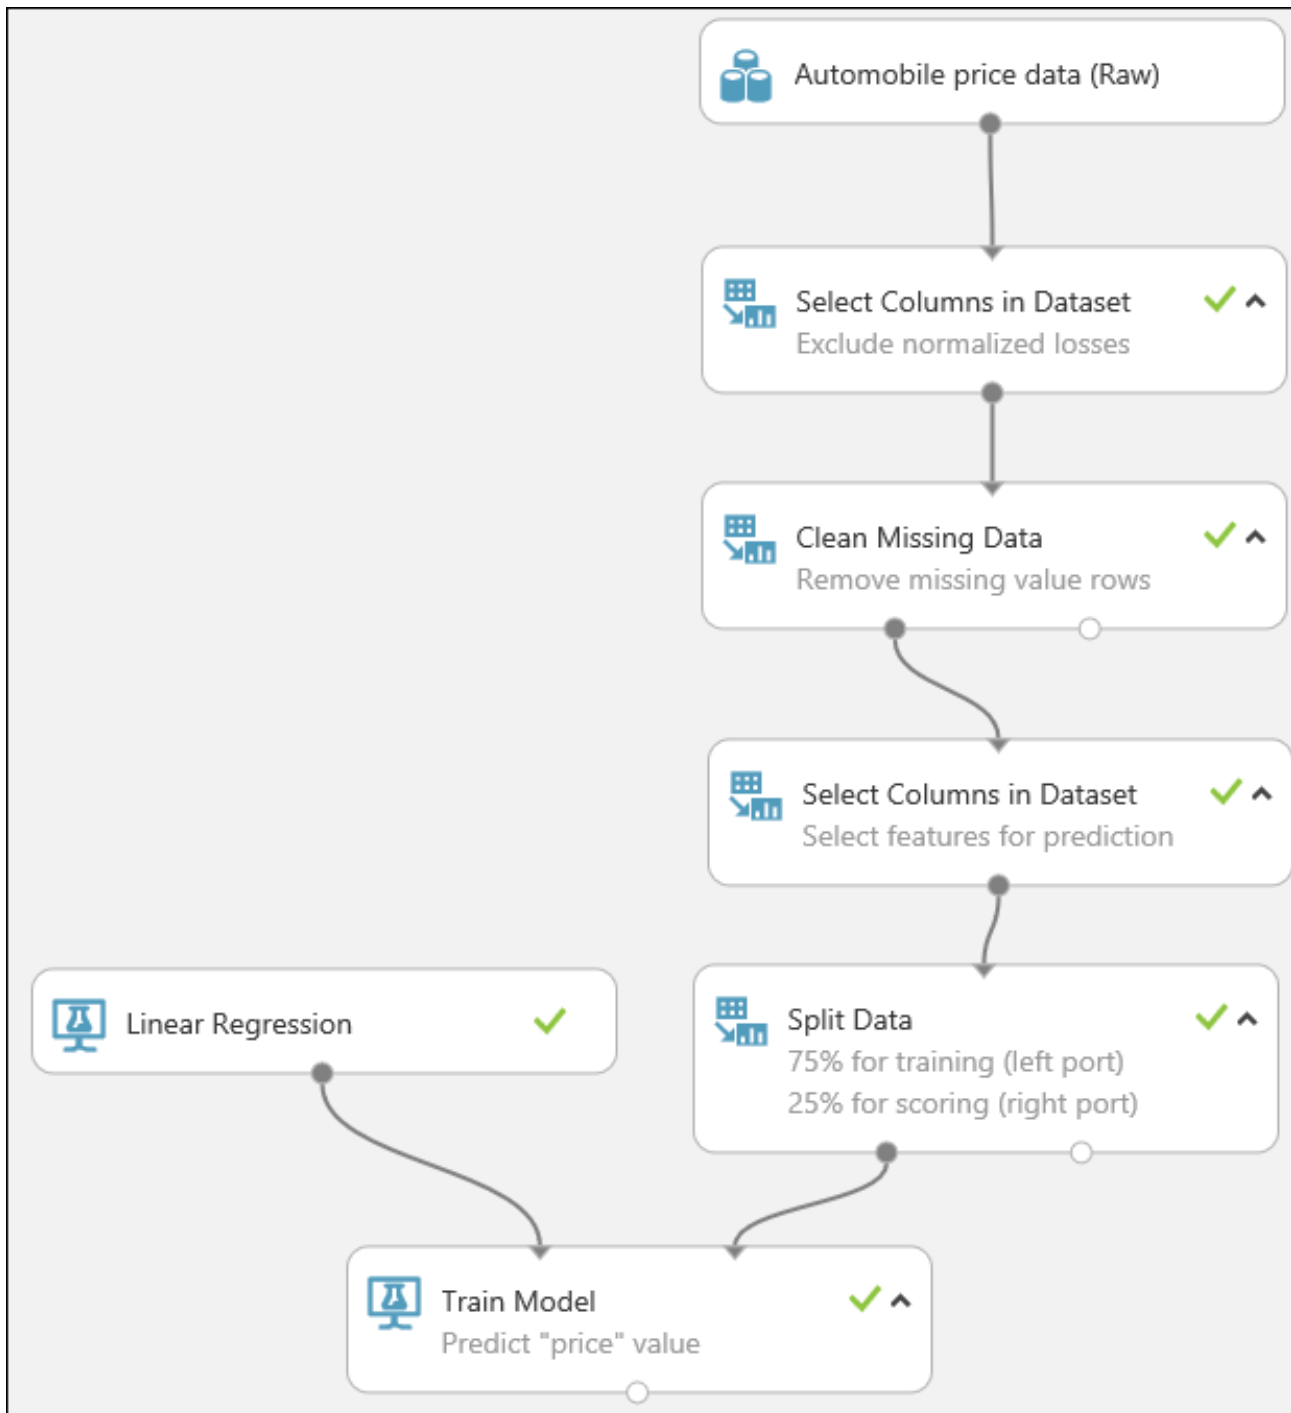 Automobile price data (Raw)
Select Columns in Dataset
Exclude normalized losses
Clean Missing Data
Remove missing value rows
Select Columns in Dataset
Select features for prediction
Linear Regression
Split Data
75% for training (left port)
25% for scoring (right port)
Train Model
Predict "price" value